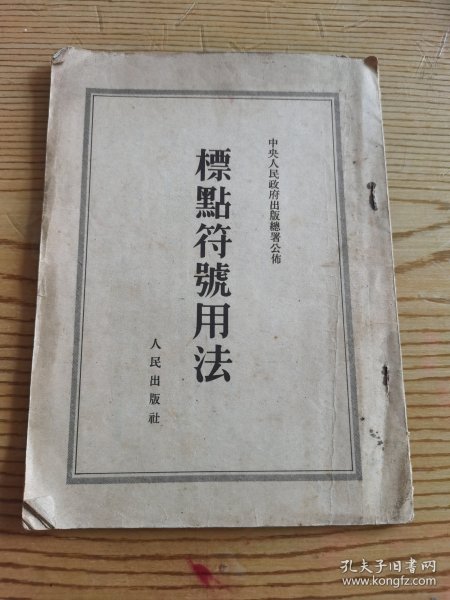 中央人民政府出版總署公佈
標點符號用法
人民出版社
孔夫子旧书网
www.kongfz.com